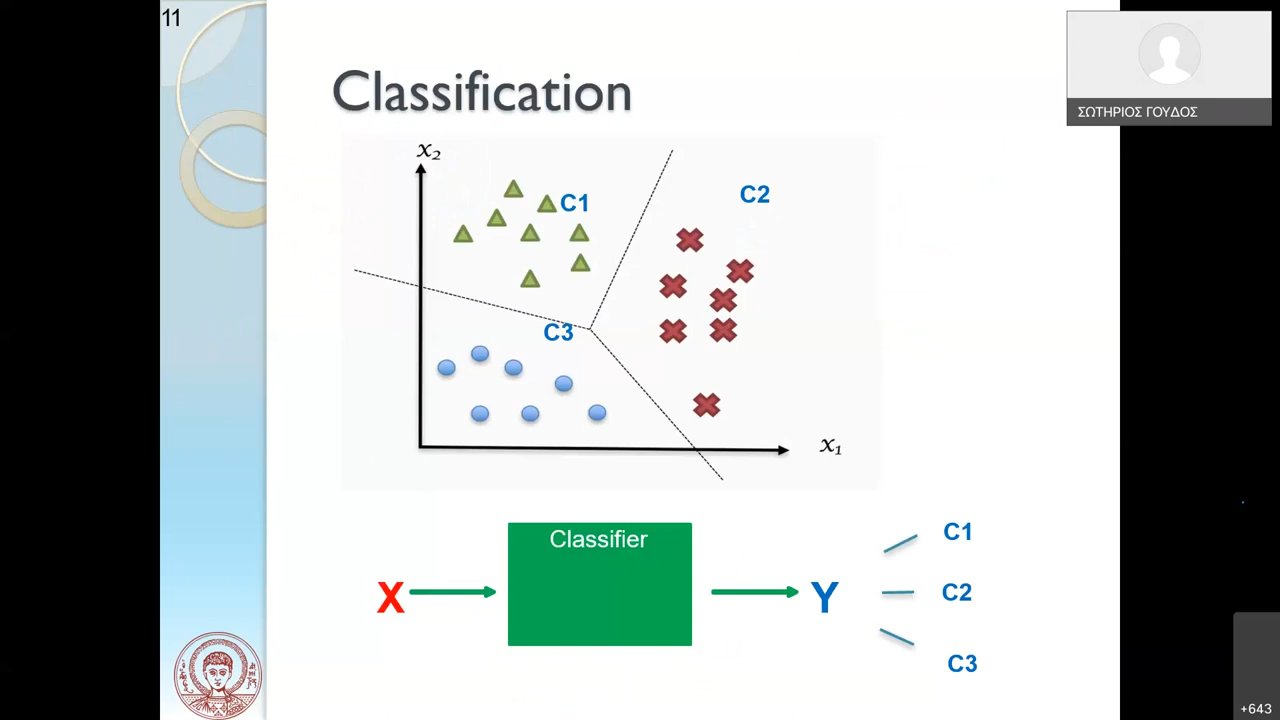 11
Classification
ΣΩΤΗΡΙΟΣ ΓΟΥΔΟΣ
x2
C1
C2
C3
x1
Classifier
X
Y
C1
C2
C3
+643